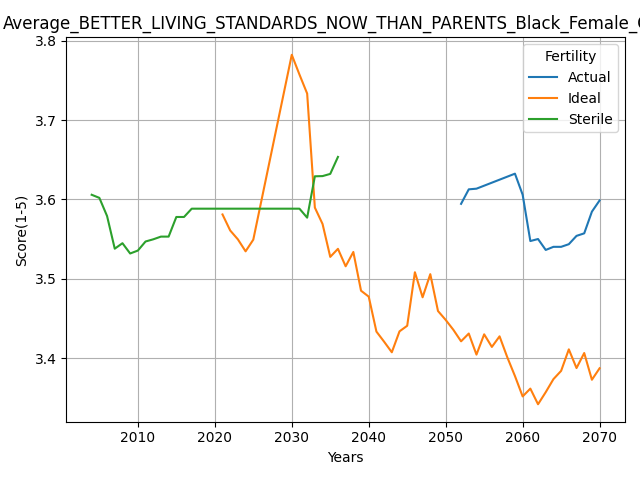 Average_BETTER_LIVING_STANDARDS_NOW_THAN_PARENTS_Black_Female_
3.8
Fertility
Actual
Ideal
Sterile
3.7
3.6
3.5
3.4
Score(1-5)
2010 2020 2030 2040 2050 2060 2070
Years